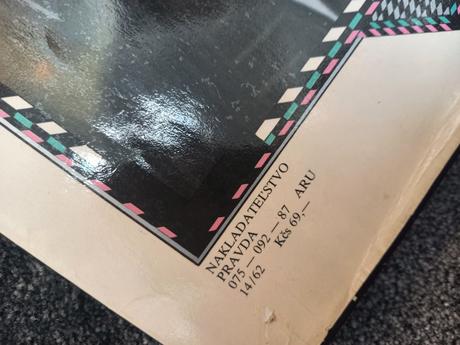 NAKLADATEĽSTVO
PRAVDA
075 — 092 — 87 ARU
14/62 Kčs 69,—